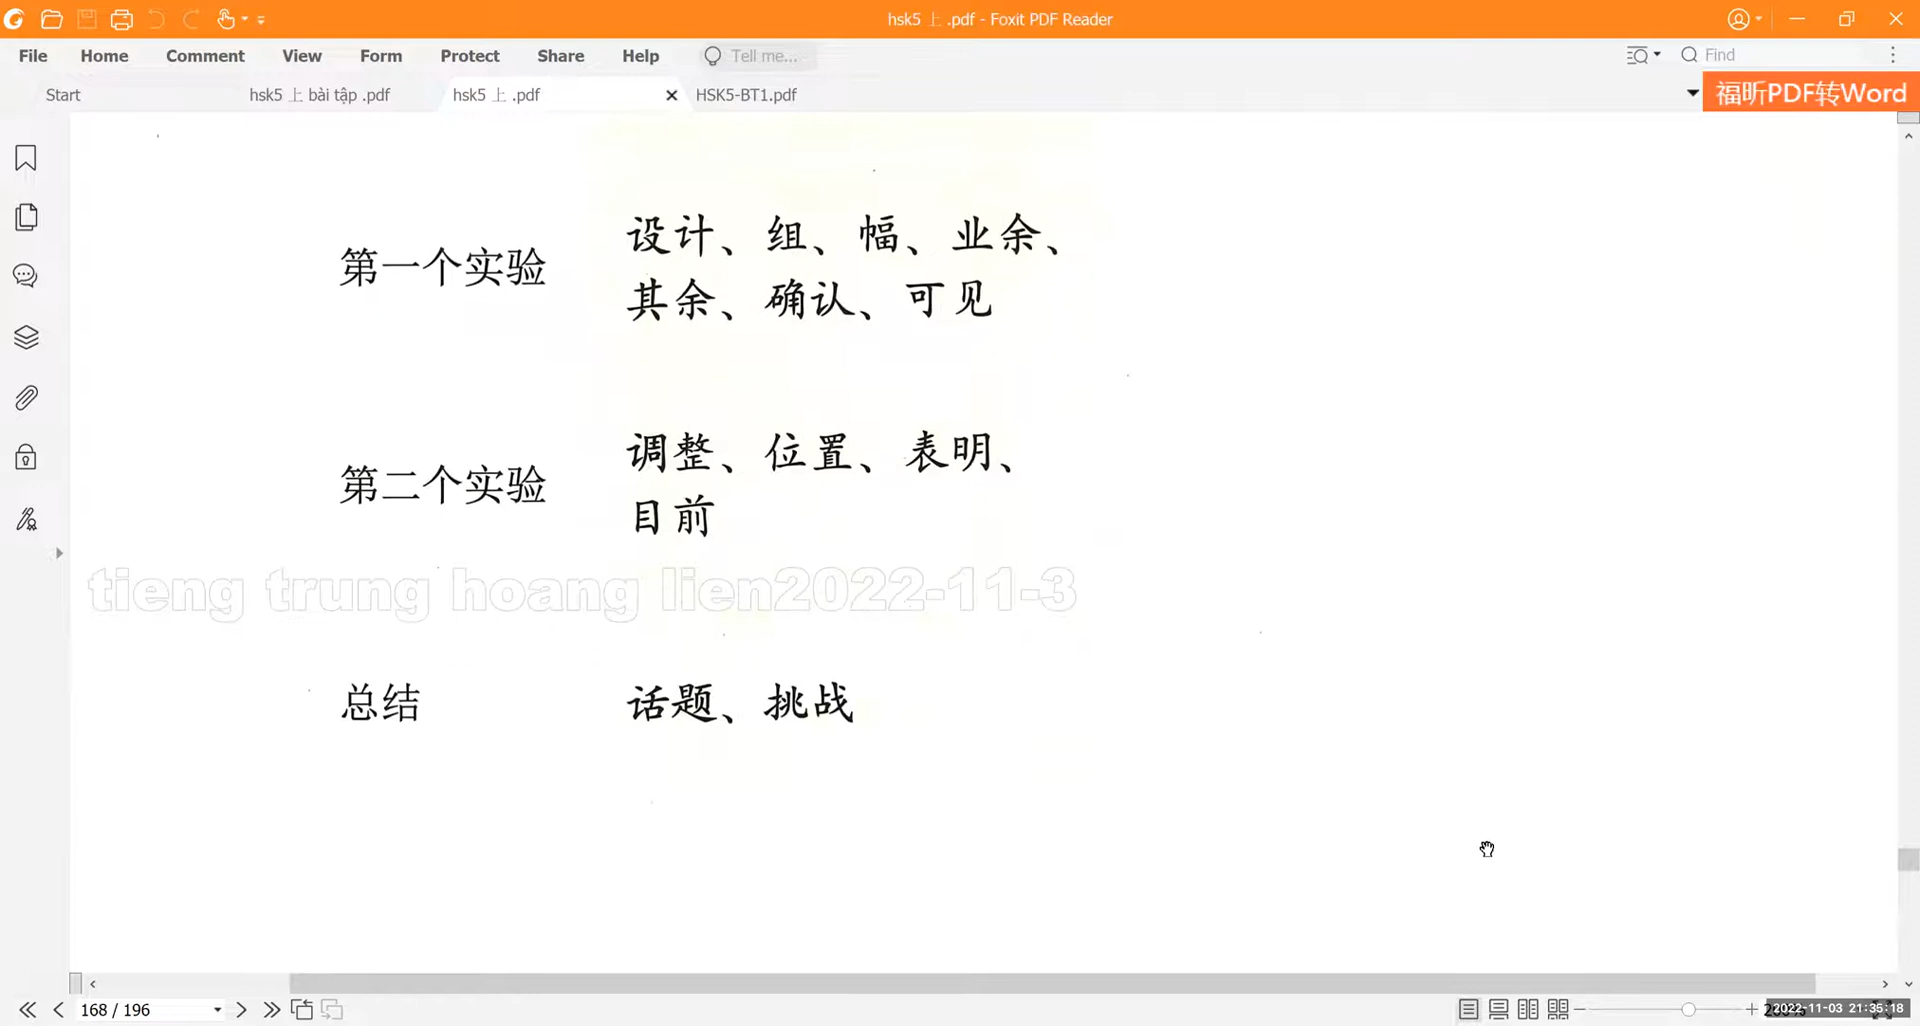 hsk5 上 .pdf - Foxit PDF Reader
File Home Comment View Form Protect Share Help Tell me... Find
Start hsk5 上 bài tập .pdf hsk5 上 .pdf HSK5-BT1.pdf 福昕PDF转Word
第一个实验
设计、组、幅、业余、
其余、确认、可见
第二个实验
调整、位置、表明、
目前
tieng trung hoang lien2022-11-3
总结
话题、挑战
168 / 196
2022-11-03 21:35:18